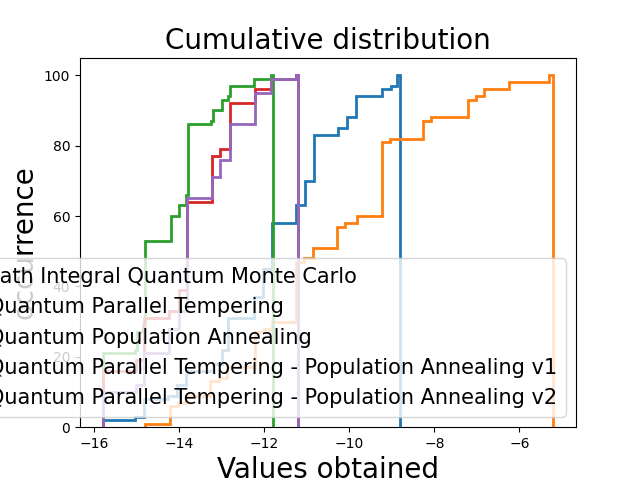 Cumulative distribution
100
80
60
40
20
0
occurrence
ath Integral Quantum Monte Carlo
Quantum Parallel Tempering
Quantum Population Annealing
Quantum Parallel Tempering - Population Annealing v1
Quantum Parallel Tempering - Population Annealing v2
−16 −14 −12 −10 −8 −6
Values obtained